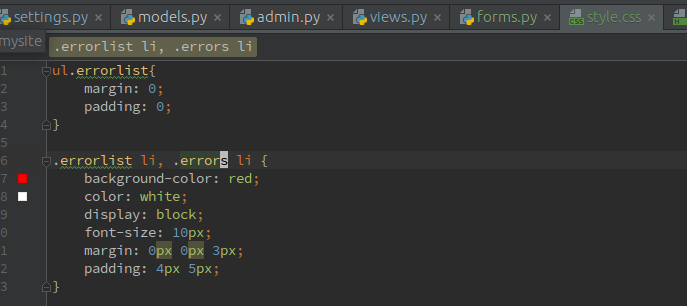 settings.py × models.py × admin.py × views.py × forms.py × style.css ×
mysite .errorlist li, .errors li
1 ul.errorlist{
2 margin: 0;
3 padding: 0;
4 }
5
6 .errorlist li, .errors li {
7 background-color: red;
8 color: white;
9 display: block;
0 font-size: 10px;
1 margin: 0px 0px 3px;
2 padding: 4px 5px;
3 }